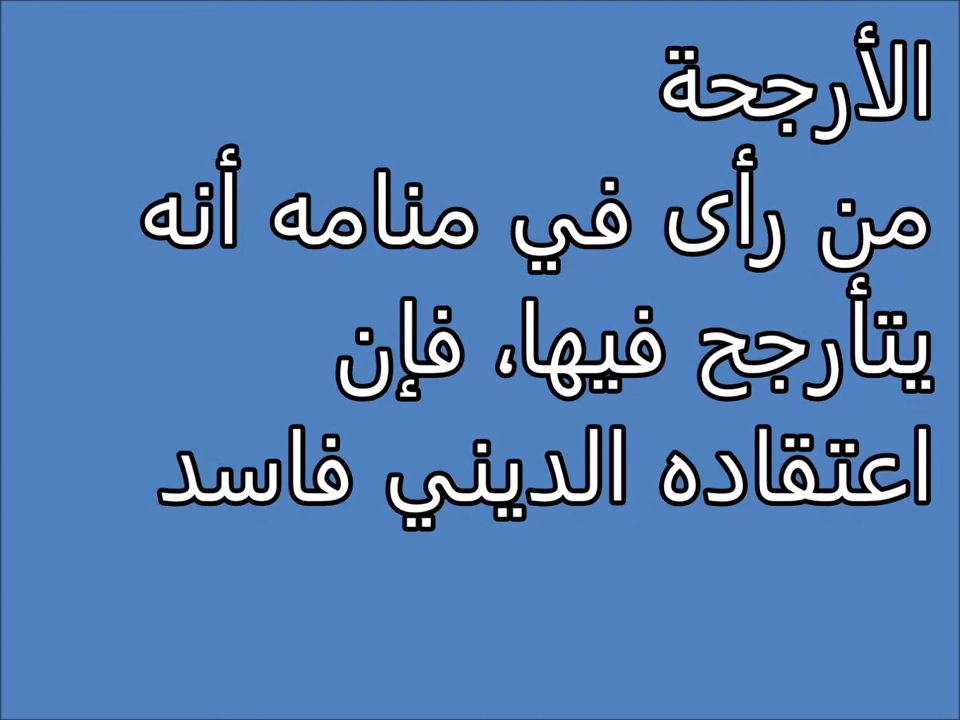 الأرجحة
من رأى في منامه أنه
يتأرجح فيها، فإن
اعتقاده الديني فاسد